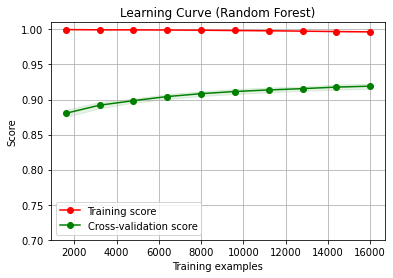 Learning Curve (Random Forest)
1.00
0.95
0.90
0.85
0.80
0.75
0.70
Score
Training score
Cross-validation score
2000 4000 6000 8000 10000 12000 14000 16000
Training examples